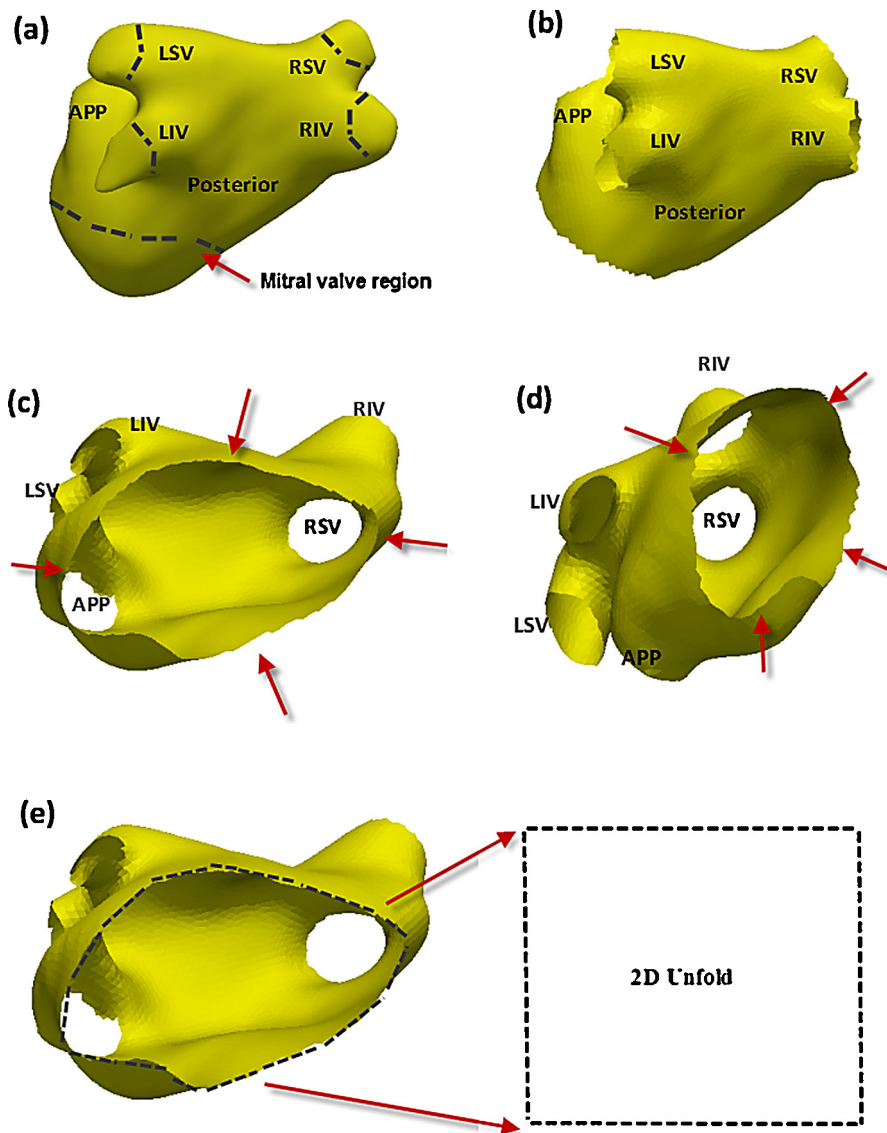 (a)
LSV
RSV
APP
LIV
RIV
Posterior
Mitral valve region
(b)
LSV
RSV
APP
LIV
RIV
Posterior
(c)
LIV
RIV
LSV
RSV
APP
(d)
RIV
LIV
RSV
LSV
APP
(e)
2D Unfold